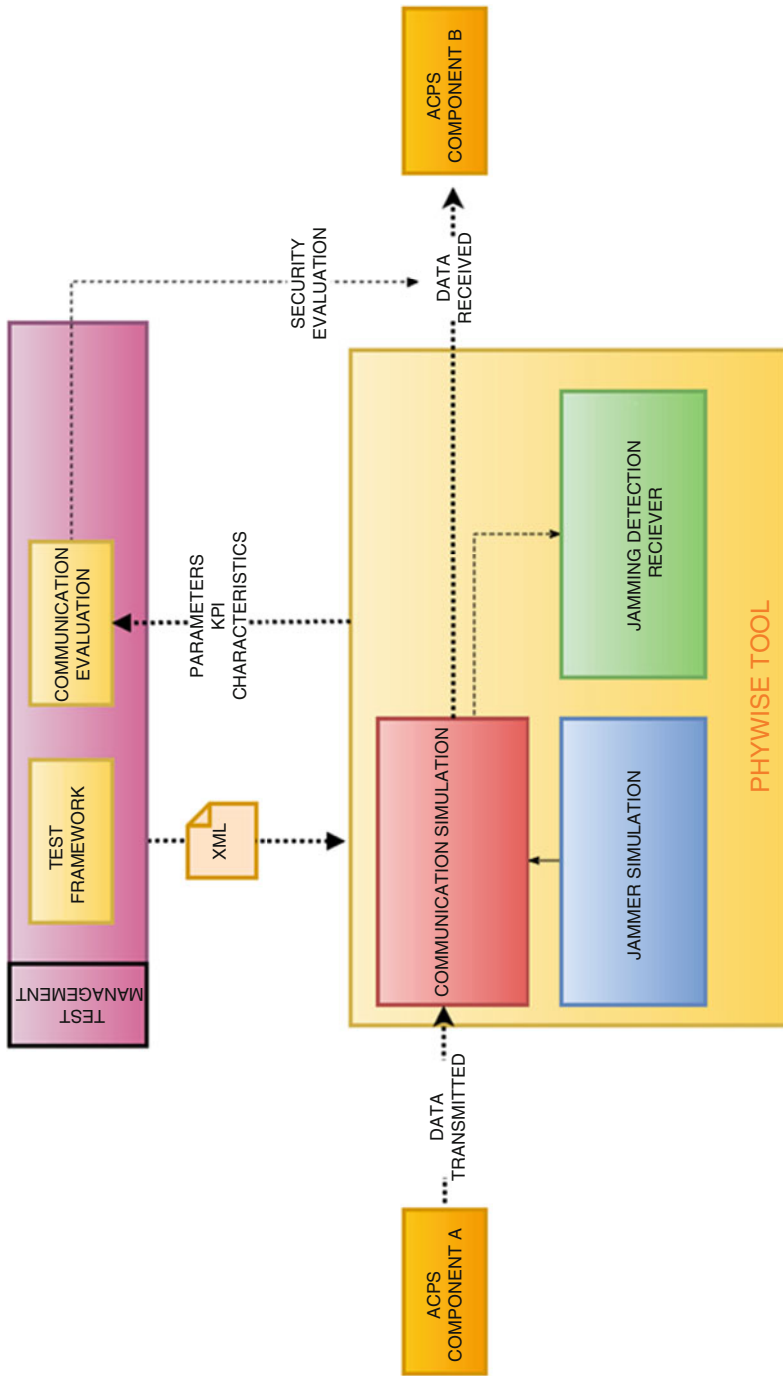 TEST
MANAGEMENT
TEST
FRAMEWORK
COMMUNICATION
EVALUATION
XML
PARAMETERS
KPI
CHARACTERISTICS
SECURITY
EVALUATION
ACPS
COMPONENT A
DATA
TRANSMITTED
COMMUNICATION SIMULATION
DATA
RECEIVED
ACPS
COMPONENT B
JAMMER SIMULATION
JAMMING DETECTION
RECIEVER
PHYWISE TOOL